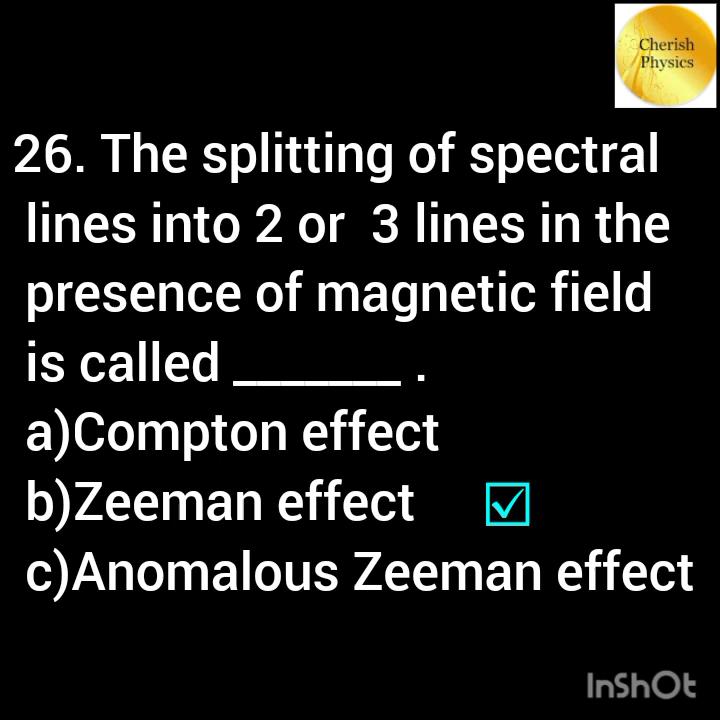 Cherish
Physics
26. The splitting of spectral
lines into 2 or 3 lines in the
presence of magnetic field
is called _______ .
a)Compton effect
b)Zeeman effect ☑
c)Anomalous Zeeman effect
InShOt